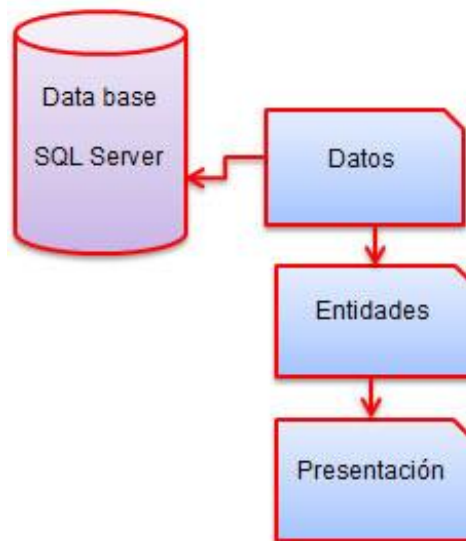 Data base
SQL Server
Datos
Entidades
Presentación